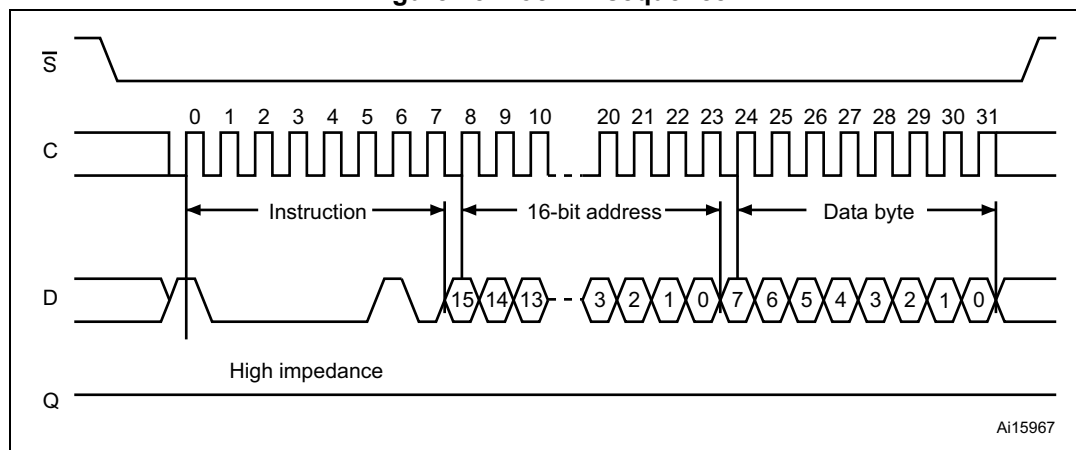 S
0 1 2 3 4 5 6 7 8 9 10 20 21 22 23 24 25 26 27 28 29 30 31
C
Instruction 16-bit address Data byte
D
15 14 13 3 2 1 0 7 6 5 4 3 2 1 0
High impedance
Q
Ai15967